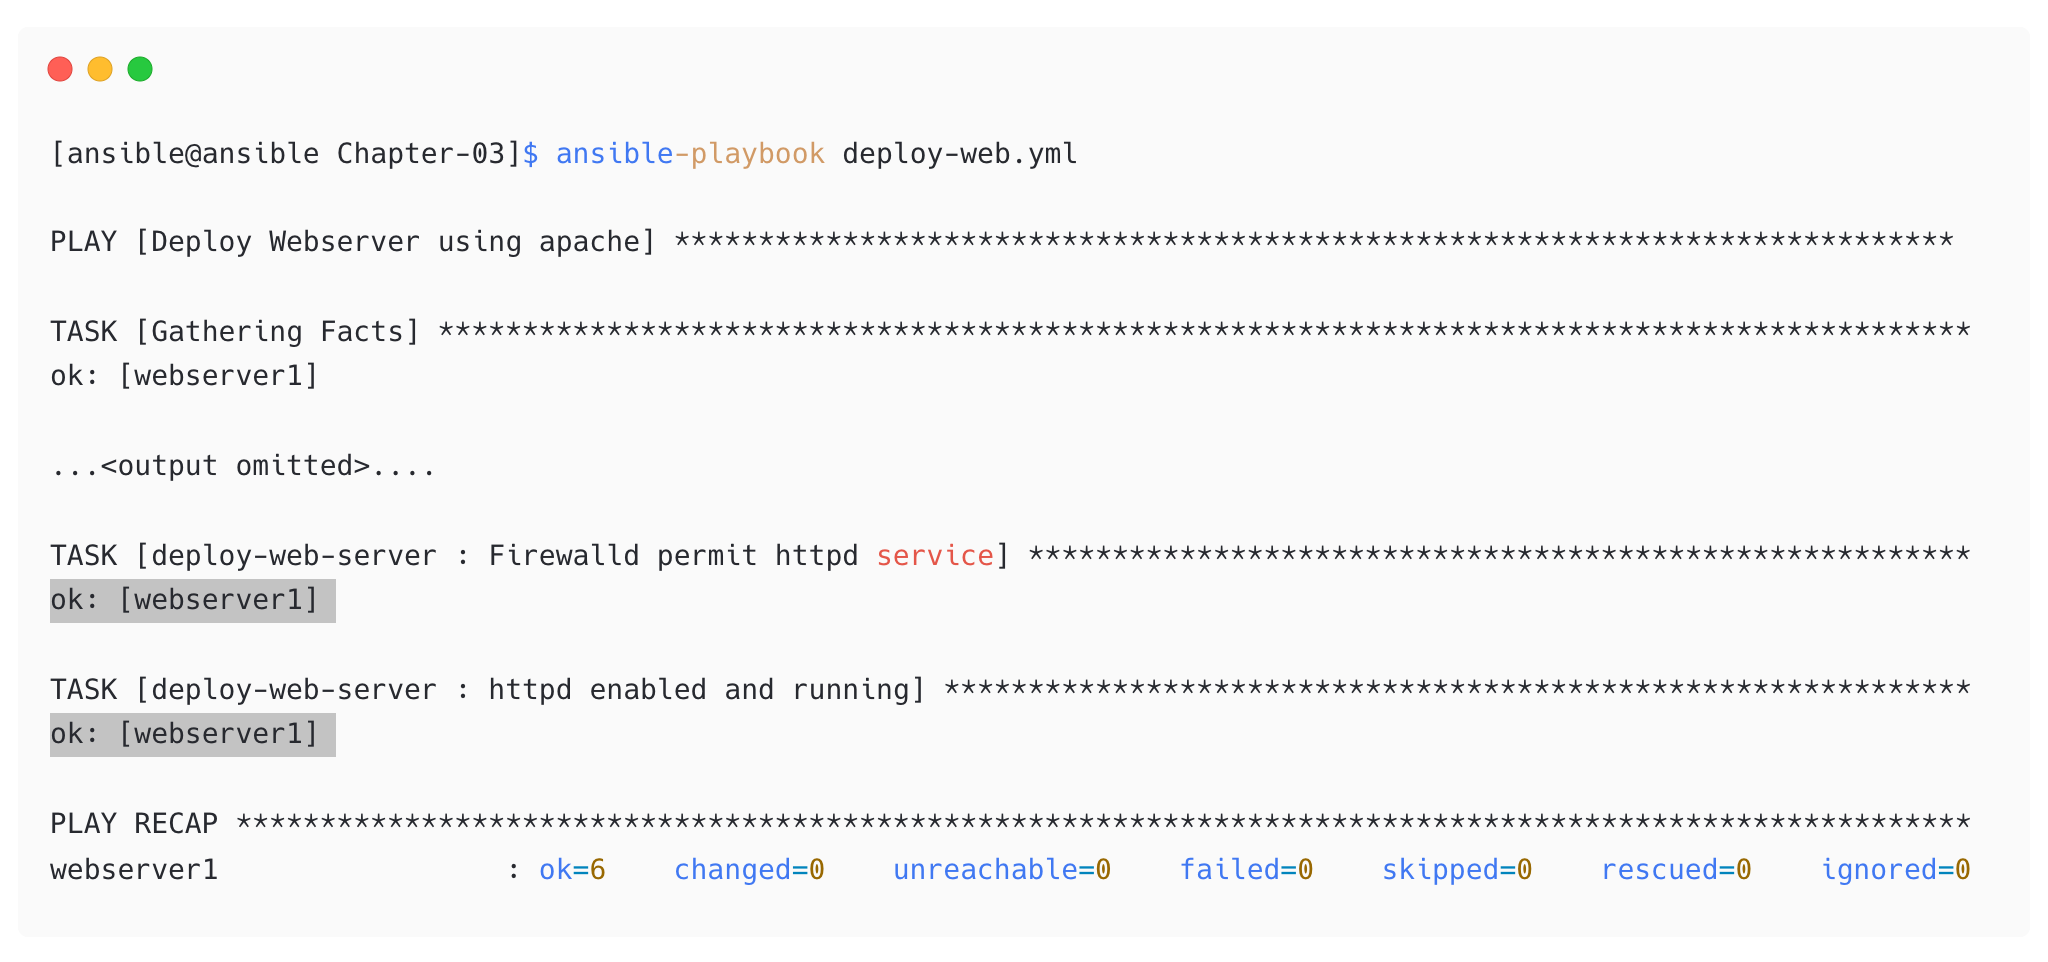 [ansible@ansible Chapter-03]$ ansible-playbook deploy-web.yml
PLAY [Deploy Webserver using apache] ****************************************************************************
TASK [Gathering Facts] *******************************************************************************************
ok: [webserver1]
...<output omitted>....
TASK [deploy-web-server : Firewalld permit httpd service] ********************************************************
ok: [webserver1]
TASK [deploy-web-server : httpd enabled and running] *************************************************************
ok: [webserver1]
PLAY RECAP *******************************************************************************************************
webserver1                 : ok=6    changed=0    unreachable=0    failed=0    skipped=0    rescued=0    ignored=0